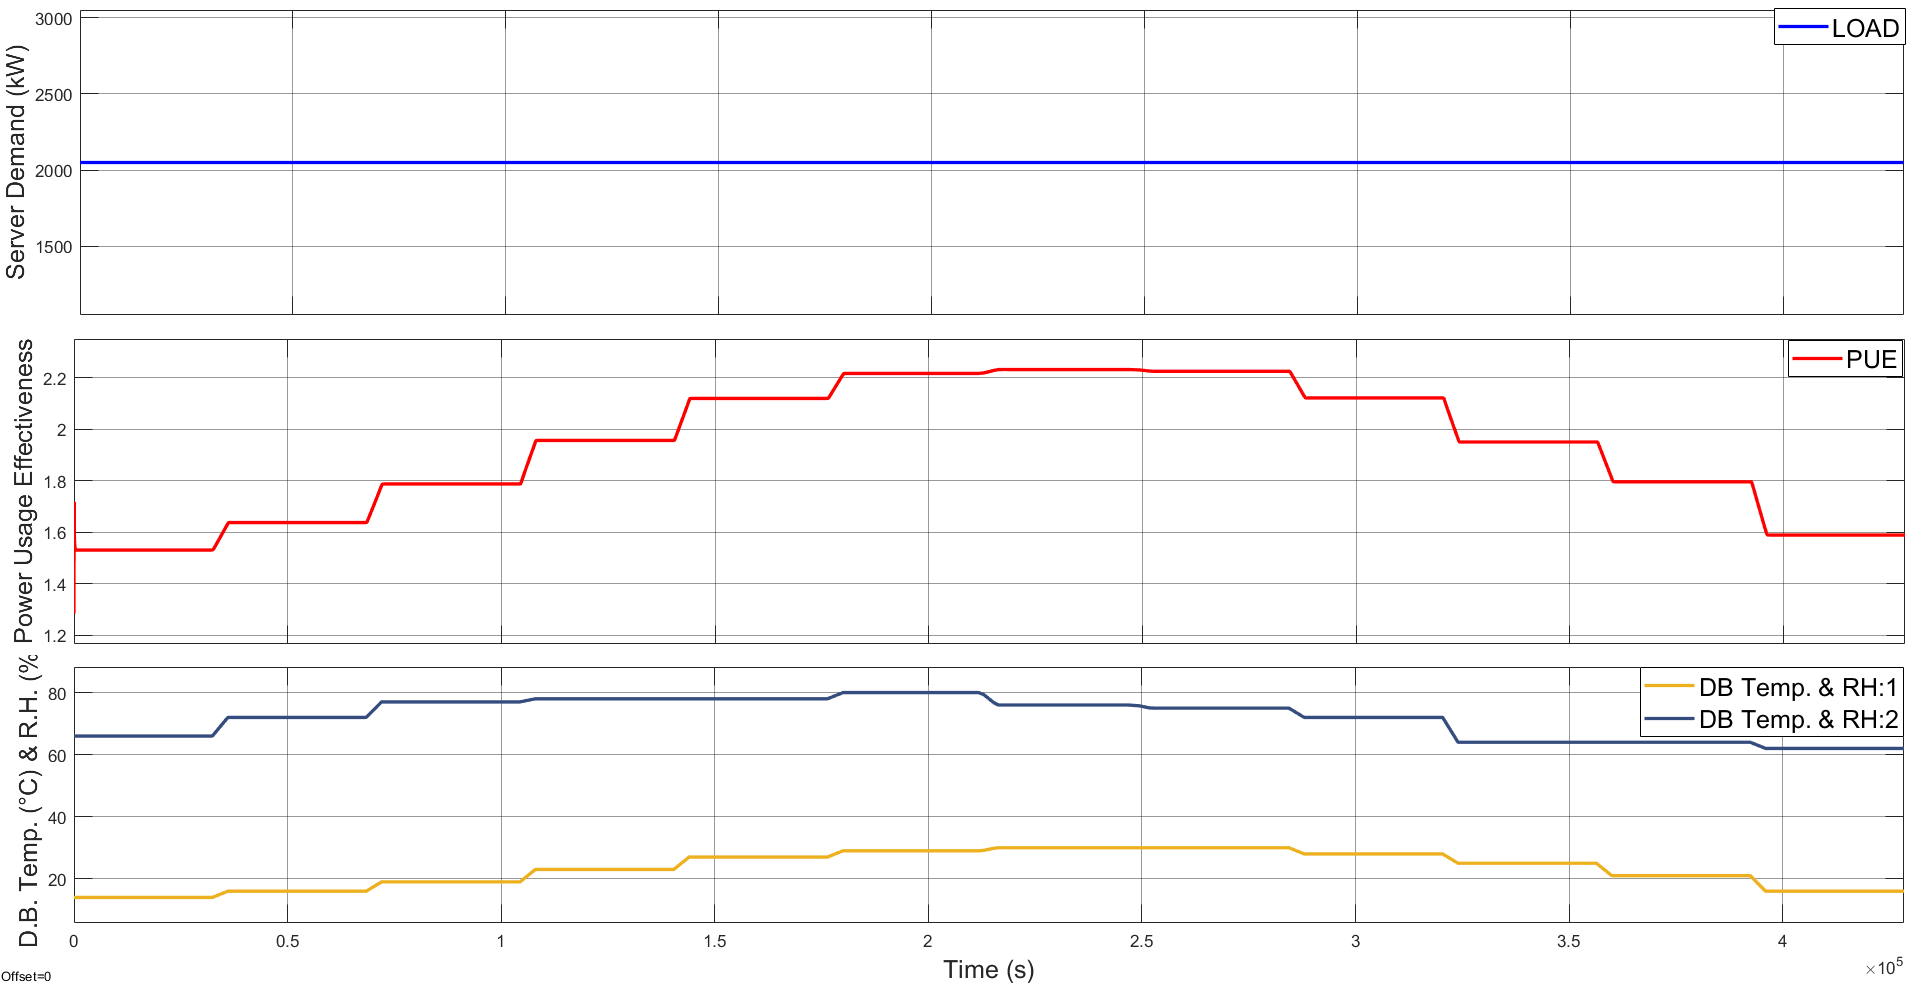 3000
2500
2000
1500
Server Demand (kW)
LOAD
2.2
2
1.8
1.6
1.4
1.2
Power Usage Effectiveness
PUE
80
60
40
20
D.B. Temp. (°C) & R.H. (%
DB Temp. & RH:1
DB Temp. & RH:2
0 0.5 1 1.5 2 2.5 3 3.5 4
Time (s)
×10^5
Offset=0